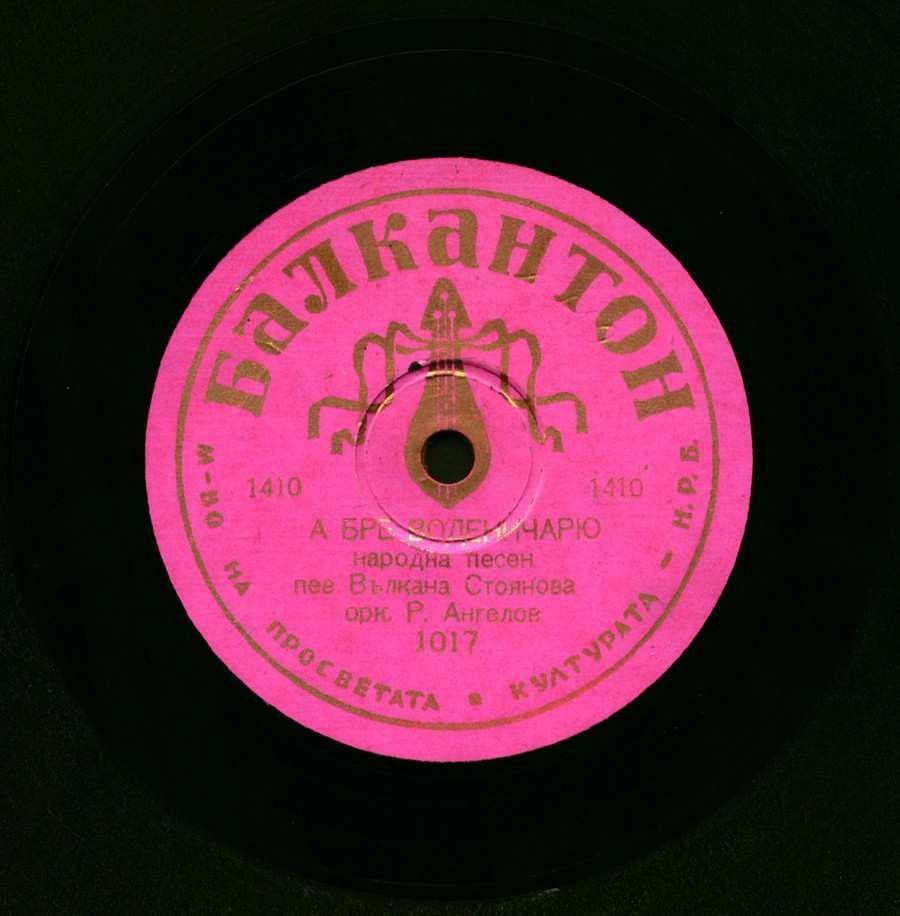 Балкантон
1410 1410
А БРЕ ВОДЕНИЧАРЮ
народна песен
пее Вълкана Стоянова
орк. Р. Ангелов
1017
М-ВО НА ПРОСВЕТАТА и КУЛТУРАТА – Н.Р.Б.